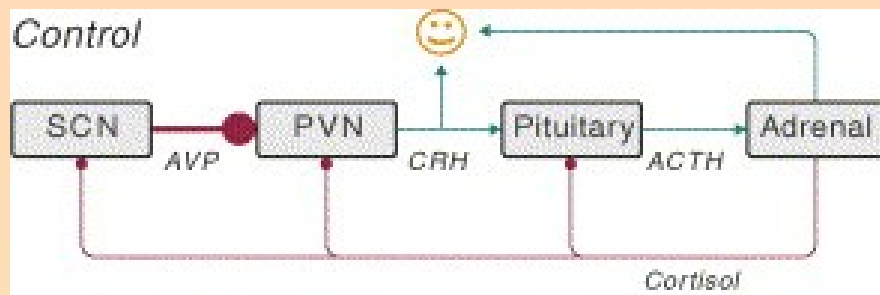 Control
SCN
PVN
Pituitary
Adrenal
AVP
CRH
ACTH
Cortisol